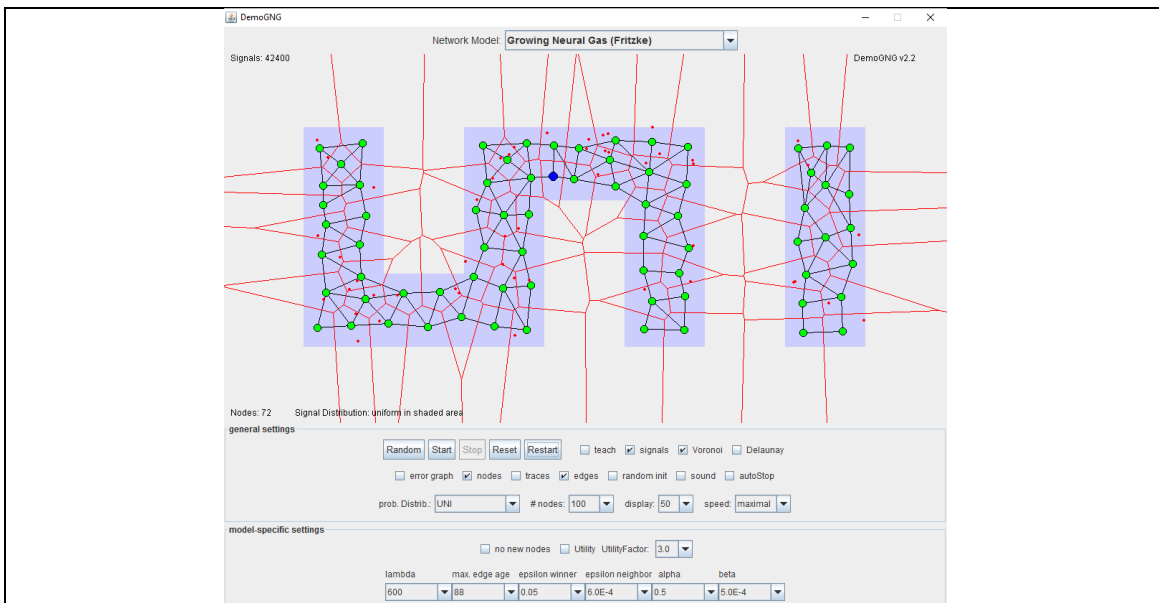 DemoGNG
Network Model: Growing Neural Gas (Fritzke)
Signals: 42400 DemoGNG v2.2
Nodes: 72 Signal Distribution: uniform in shaded area
general settings
Random Start Stop Reset Restart teach signals Voronoi Delaunay
error graph nodes traces edges random init sound autoStop
prob. Distrib.: UNI # nodes: 100 display: 50 speed: maximal
model-specific settings
no new nodes Utility UtilityFactor: 3.0
lambda max. edge age epsilon winner epsilon neighbor alpha beta
600 88 0.05 6.0E-4 0.5 5.0E-4